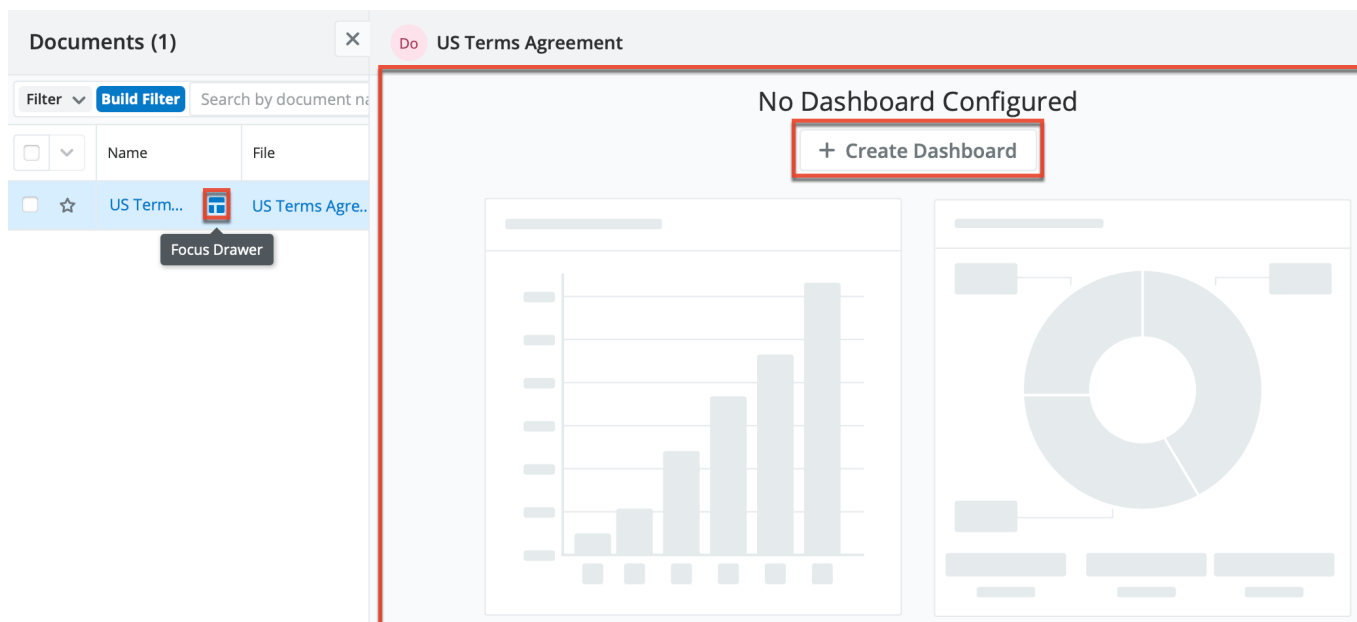 Documents (1)
Do US Terms Agreement
Filter Build Filter Search by document na
No Dashboard Configured
+ Create Dashboard
Name File
US Term... US Terms Agre..
Focus Drawer